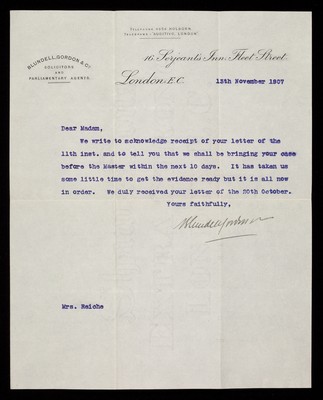 BLUNDELL, GORDON & Co.
SOLICITORS
AND
PARLIAMENTARY AGENTS.
16 Serjeants Inn, Fleet Street.
London E.C.
12th November 1907
Dear Madam,
We write to acknowledge receipt of your letter of the
11th inst. and to tell you that we shall be bringing your case
before the Master within the next 10 days. It has taken us
some little time to get the evidence ready but it is all now
in order. We duly received your letter of the 20th October.
Yours faithfully,
Mrs. Reiche